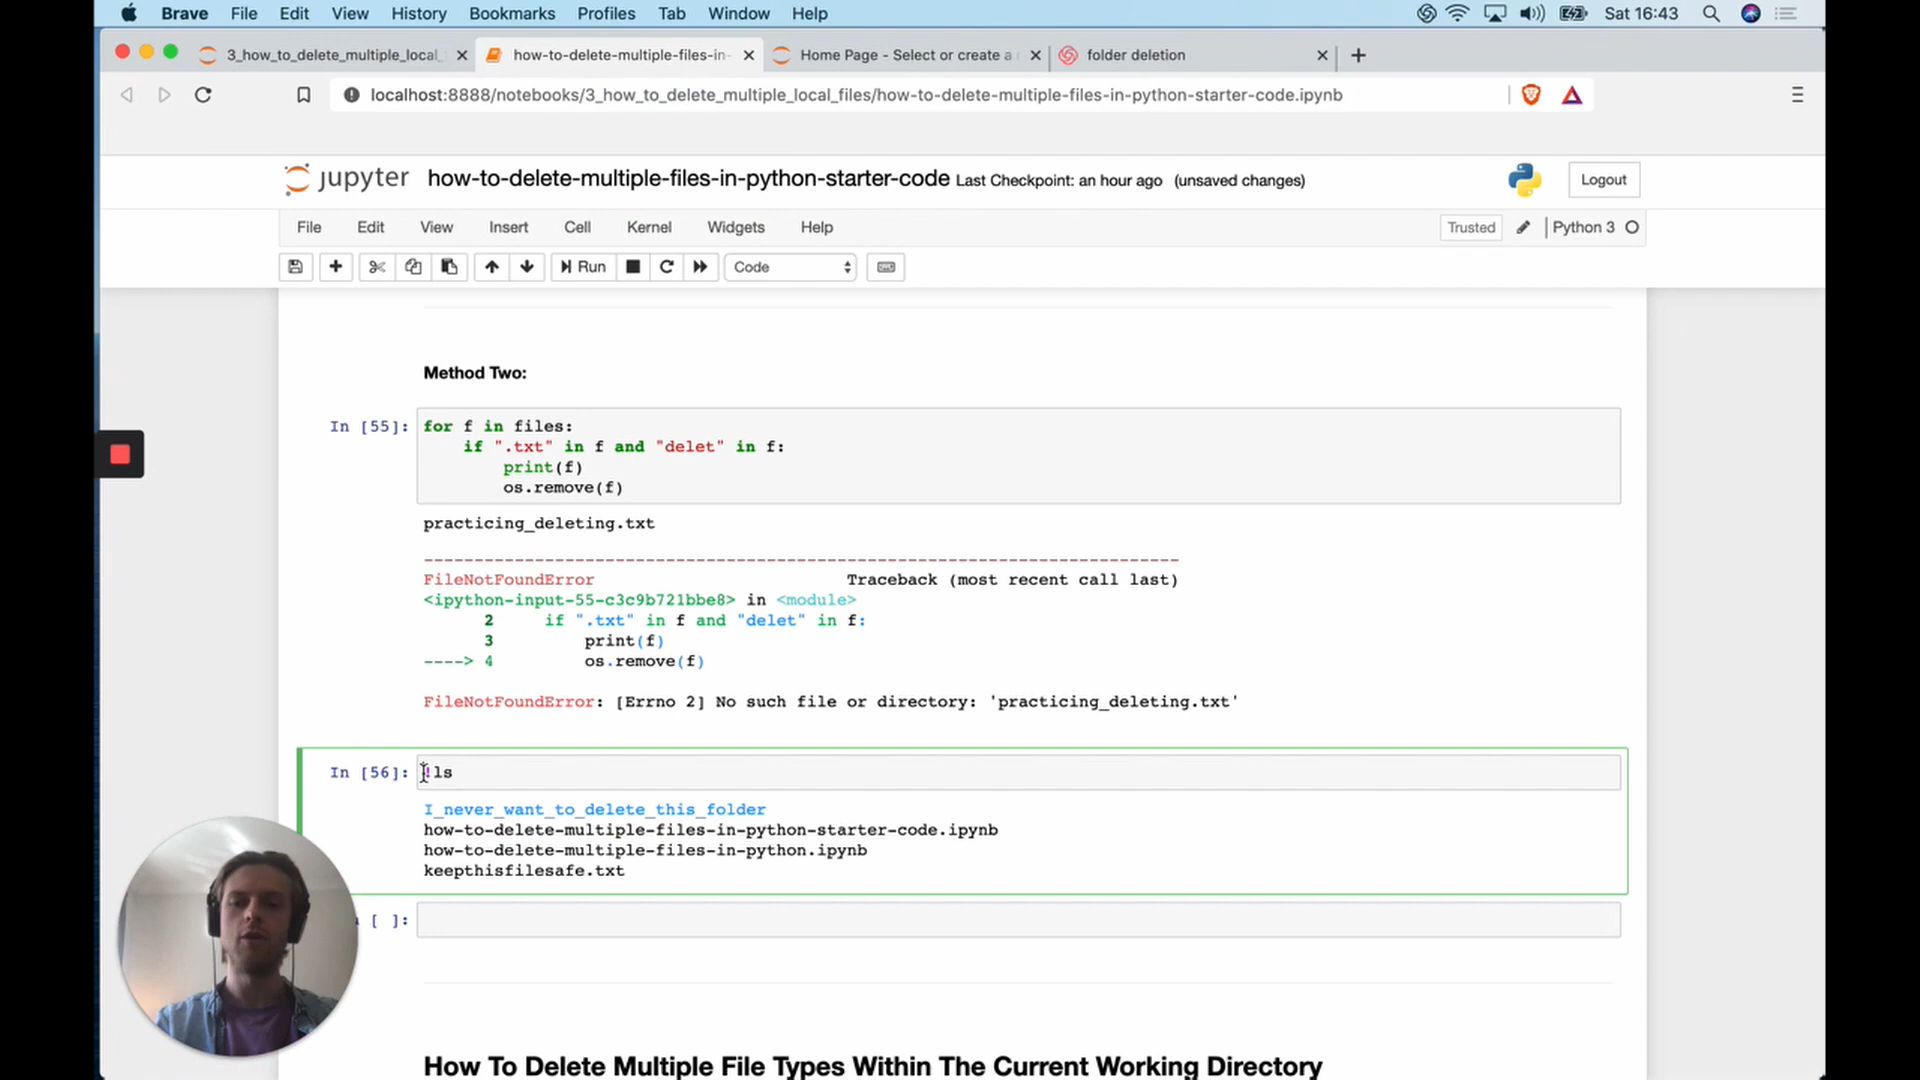 Brave File Edit View History Bookmarks Profiles Tab Window Help Sat 16:43
3_how_to_delete_multiple_local_ how-to-delete-multiple-files-in- Home Page - Select or create a folder deletion
localhost:8888/notebooks/3_how_to_delete_multiple_local_files/how-to-delete-multiple-files-in-python-starter-code.ipynb
jupyter how-to-delete-multiple-files-in-python-starter-code Last Checkpoint: an hour ago (unsaved changes) Logout
File Edit View Insert Cell Kernel Widgets Help Trusted Python 3
Run Code
Method Two:
In [55]: for f in files:
if ".txt" in f and "delet" in f:
print(f)
os.remove(f)
practicing_deleting.txt
---------------------------------------------------------------------------
FileNotFoundError Traceback (most recent call last)
<ipython-input-55-c3c9b721bbe8> in <module>
2 if ".txt" in f and "delet" in f:
3 print(f)
----> 4 os.remove(f)
FileNotFoundError: [Errno 2] No such file or directory: 'practicing_deleting.txt'
In [56]: !ls
I_never_want_to_delete_this_folder
how-to-delete-multiple-files-in-python-starter-code.ipynb
how-to-delete-multiple-files-in-python.ipynb
keepthisfilesafe.txt
[ ]:
How To Delete Multiple File Types Within The Current Working Directory